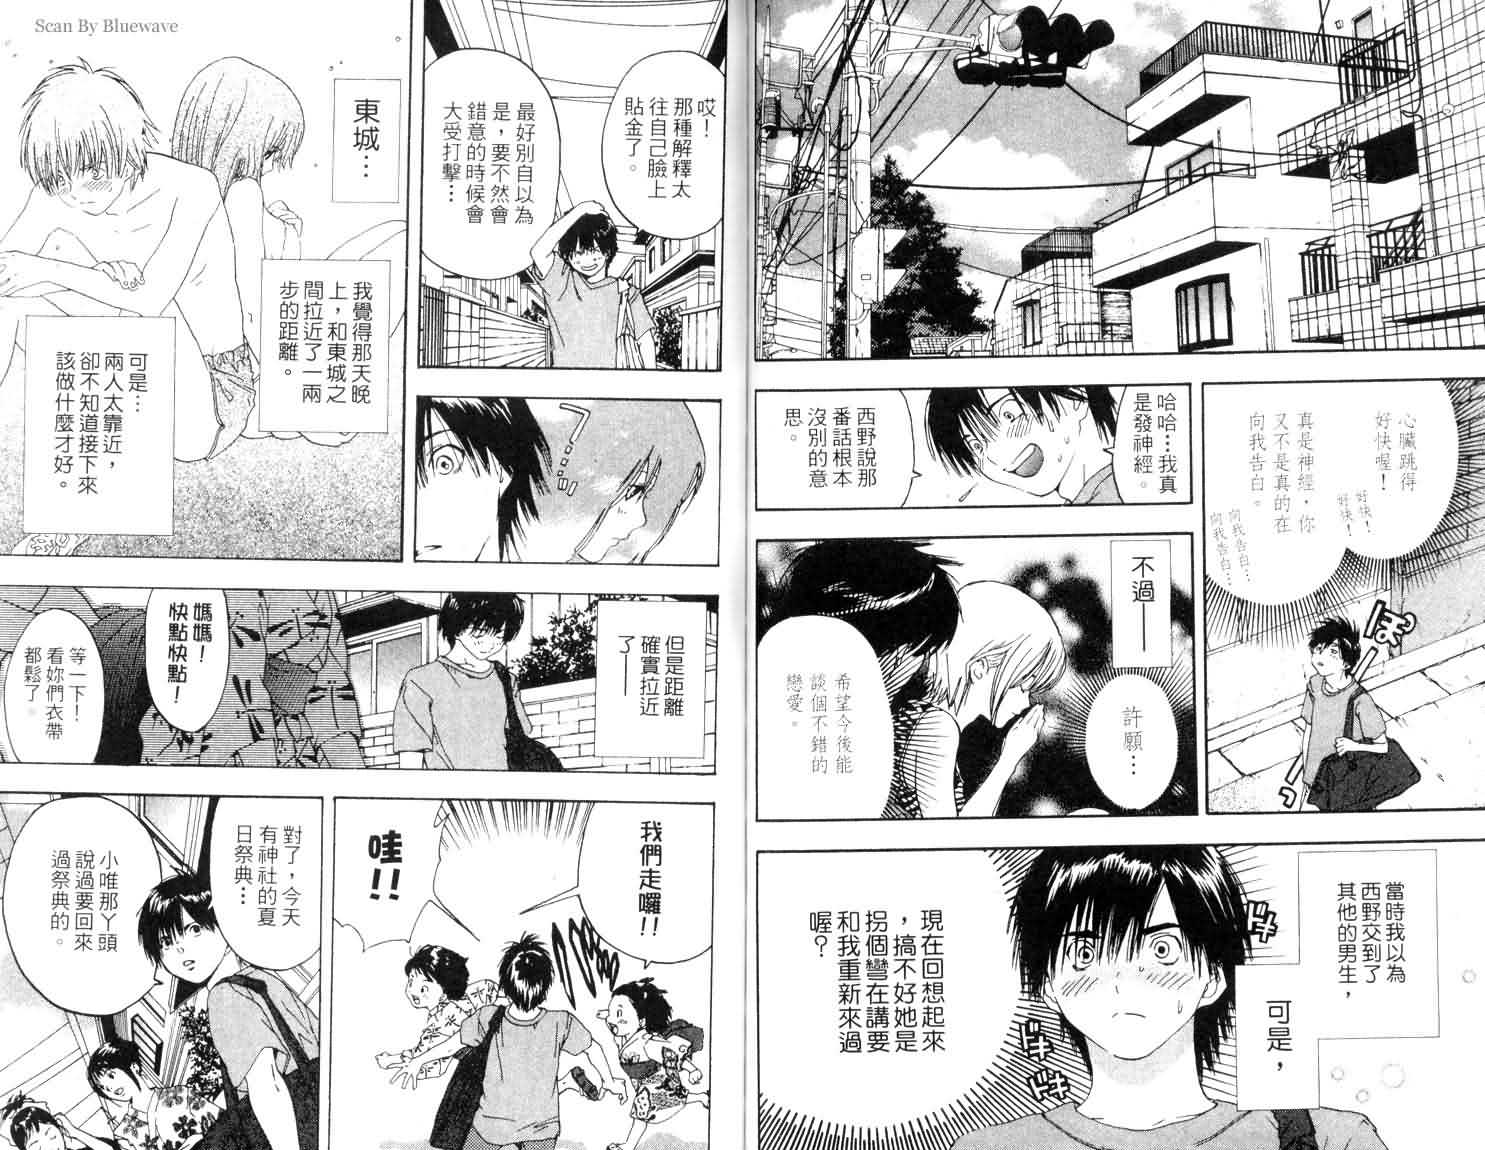 心臟跳得
好快喔！
好快！
好快！
真是神經，你
又不是真的在
向我告白。
向我告白…
向我告白…
ぽ〜っ
哈哈…我真
是發神經。
西野說那
番話根本
沒別的意
思。
不過——
許願…
希望今後能
談個不錯的
戀愛。
當時我以為
西野交到了
其他的男生，
可是，
ドキ
ドキ
ドキ
現在回想起來
，搞不好她是
拐個彎在講要
和我重新來過
喔？
哎！
那種解釋太
往自己臉上
貼金了。
最好別自以為
是，要不然會
錯意的時候會
大受打擊…
東城…
我覺得那天晚
上，和東城之
間拉近了一兩
步的距離。
可是…
兩人太靠近，
卻不知道接下來
該做什麼才好。
但是距離
確實拉近
了——
媽媽！
快點快點！
等一下！
看妳們衣帶
都鬆了。
我們走囉！！
哇！！
對了，今天
有神社的夏
日祭典…
小唯那丫頭
說過要回來
過祭典的。
Scan By Bluewave